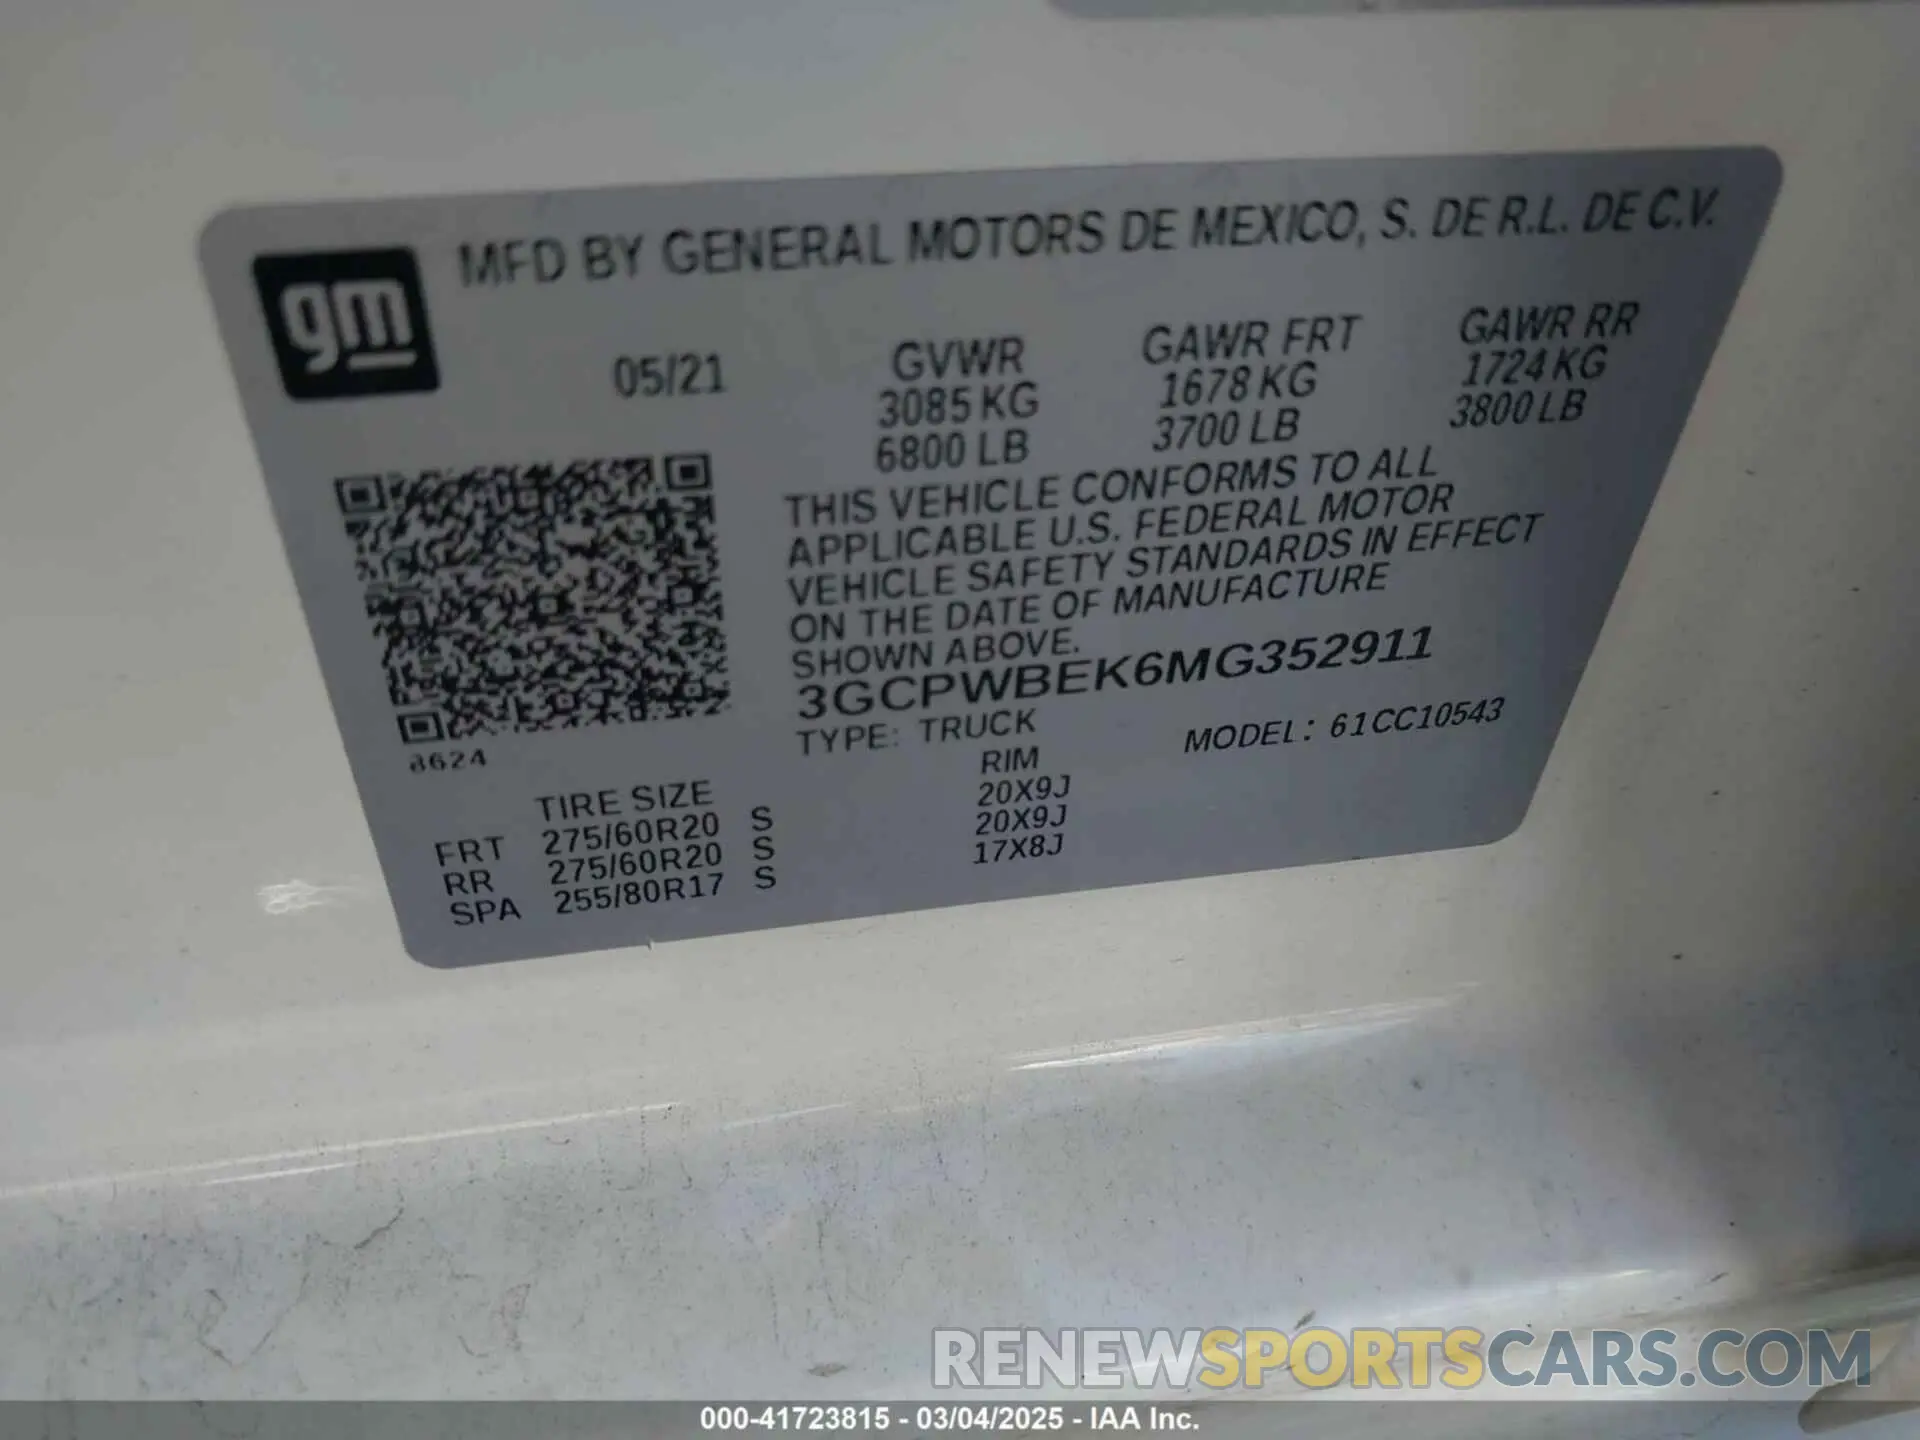 gm
MFD BY GENERAL MOTORS DE MEXICO, S. DE R.L. DE C.V.
05/21
GVWR
3085 KG
6800 LB
GAWR FRT
1678 KG
3700 LB
GAWR RR
1724 KG
3800 LB
THIS VEHICLE CONFORMS TO ALL
APPLICABLE U.S. FEDERAL MOTOR
VEHICLE SAFETY STANDARDS IN EFFECT
ON THE DATE OF MANUFACTURE
SHOWN ABOVE.
3GCPWBEK6MG352911
TYPE: TRUCK
MODEL: 61CC10543
8624
TIRE SIZE RIM
FRT 275/60R20 S 20X9J
RR 275/60R20 S 20X9J
SPA 255/80R17 S 17X8J
RENEWSPORTSCARS.COM
000-41723815 - 03/04/2025 - IAA Inc.